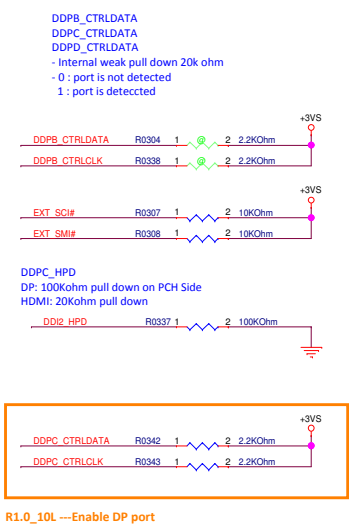 DDPB_CTRLDATA
DDPC_CTRLDATA
DDPD_CTRLDATA
- Internal weak pull down 20k ohm
- 0 : port is not detected
1 : port is deteccted
+3VS
DDPB_CTRLDATA R0304 1 @ 2 2.2KOhm
DDPB_CTRLCLK R0338 1 @ 2 2.2KOhm
+3VS
EXT_SCI# R0307 1 2 10KOhm
EXT_SMI# R0308 1 2 10KOhm
DDPC_HPD
DP: 100Kohm pull down on PCH Side
HDMI: 20Kohm pull down
DDI2_HPD R0337 1 2 100KOhm
+3VS
DDPC_CTRLDATA R0342 1 2 2.2KOhm
DDPC_CTRLCLK R0343 1 2 2.2KOhm
R1.0_10L ---Enable DP port